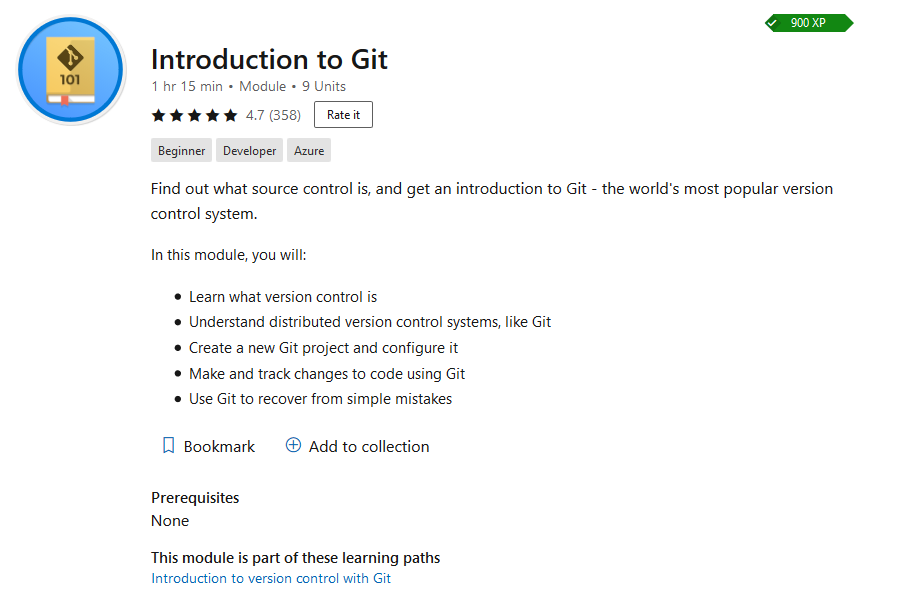 900 XP
101
Introduction to Git
1 hr 15 min • Module • 9 Units
4.7 (358) Rate it
Beginner Developer Azure
Find out what source control is, and get an introduction to Git - the world's most popular version
control system.
In this module, you will:
• Learn what version control is
• Understand distributed version control systems, like Git
• Create a new Git project and configure it
• Make and track changes to code using Git
• Use Git to recover from simple mistakes
Bookmark Add to collection
Prerequisites
None
This module is part of these learning paths
Introduction to version control with Git